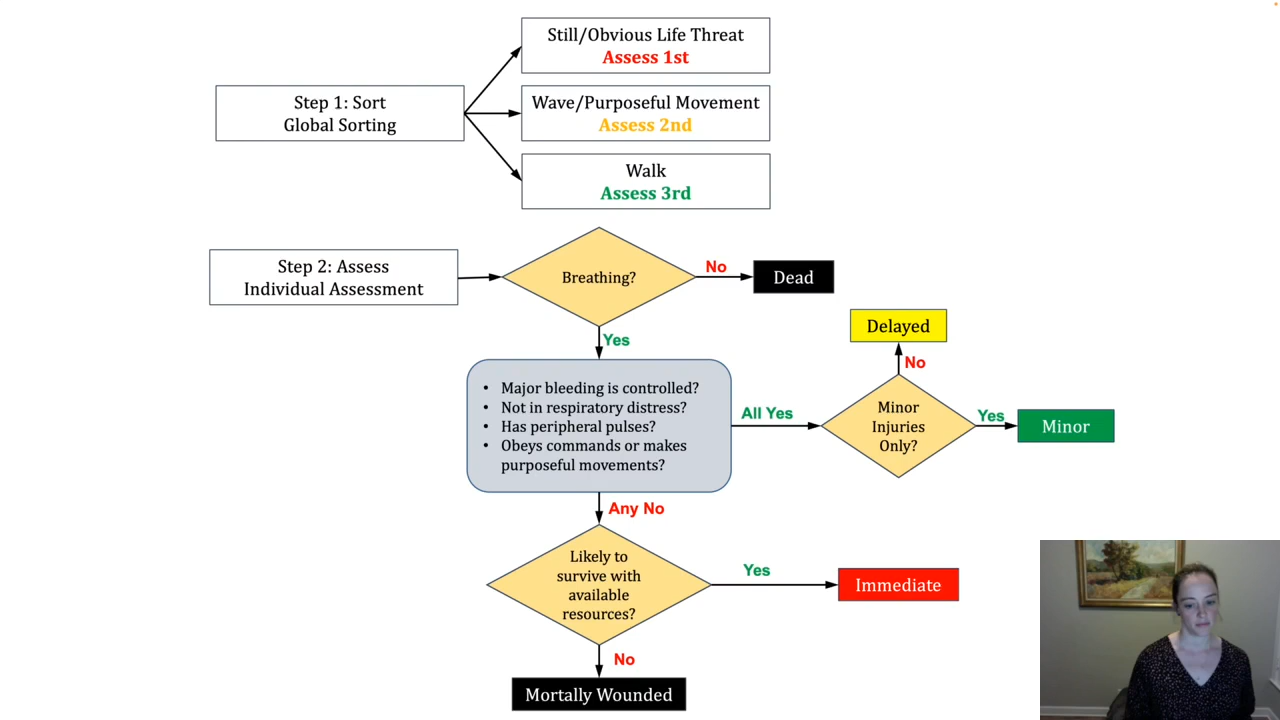 Still/Obvious Life Threat
Assess 1st
Step 1: Sort
Global Sorting
Wave/Purposeful Movement
Assess 2nd
Walk
Assess 3rd
Step 2: Assess
Individual Assessment
Breathing?
No
Dead
Yes
Delayed
No
• Major bleeding is controlled?
• Not in respiratory distress?
• Has peripheral pulses?
• Obeys commands or makes
purposeful movements?
All Yes
Minor
Injuries
Only?
Yes
Minor
Any No
Likely to
survive with
available
resources?
Yes
Immediate
No
Mortally Wounded